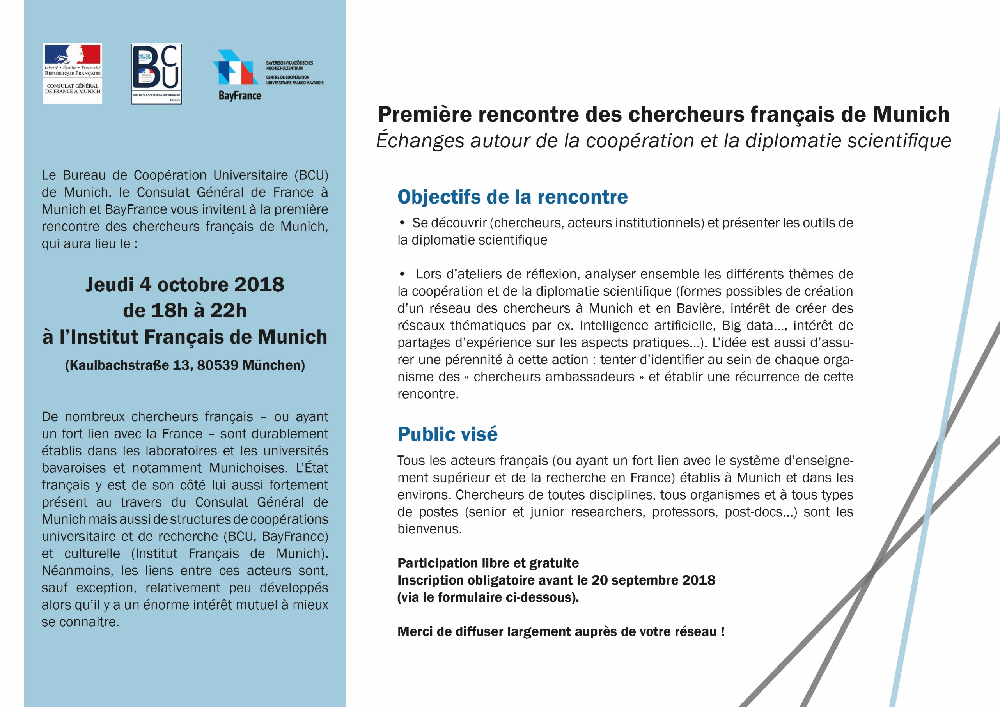 Liberté • Égalité • Fraternité
RÉPUBLIQUE FRANÇAISE
CONSULAT GÉNÉRAL
DE FRANCE À MUNICH
BCU
INSTITUT
FRANÇAIS
BUREAU DE COOPÉRATION UNIVERSITAIRE
MUNICH
BayFrance
BAYERISCH-FRANZÖSISCHES
HOCHSCHULZENTRUM
CENTRE DE COOPÉRATION
UNIVERSITAIRE FRANCO-BAVAROIS
Le Bureau de Coopération Universitaire (BCU)
de Munich, le Consulat Général de France à
Munich et BayFrance vous invitent à la première
rencontre des chercheurs français de Munich,
qui aura lieu le :
Jeudi 4 octobre 2018
de 18h à 22h
à l’Institut Français de Munich
(Kaulbachstraße 13, 80539 München)
De nombreux chercheurs français – ou ayant
un fort lien avec la France – sont durablement
établis dans les laboratoires et les universités
bavaroises et notamment Munichoises. L’État
français y est de son côté lui aussi fortement
présent au travers du Consulat Général de
Munich mais aussi de structures de coopérations
universitaire et de recherche (BCU, BayFrance)
et culturelle (Institut Français de Munich).
Néanmoins, les liens entre ces acteurs sont,
sauf exception, relativement peu développés
alors qu’il y a un énorme intérêt mutuel à mieux
se connaitre.
Première rencontre des chercheurs français de Munich
Échanges autour de la coopération et la diplomatie scientifique
Objectifs de la rencontre
• Se découvrir (chercheurs, acteurs institutionnels) et présenter les outils de
la diplomatie scientifique
• Lors d’ateliers de réflexion, analyser ensemble les différents thèmes de
la coopération et de la diplomatie scientifique (formes possibles de création
d’un réseau des chercheurs à Munich et en Bavière, intérêt de créer des
réseaux thématiques par ex. Intelligence artificielle, Big data…, intérêt de
partages d’expérience sur les aspects pratiques…). L’idée est aussi d’assu-
rer une pérennité à cette action : tenter d’identifier au sein de chaque orga-
nisme des « chercheurs ambassadeurs » et établir une récurrence de cette
rencontre.
Public visé
Tous les acteurs français (ou ayant un fort lien avec le système d’enseigne-
ment supérieur et de la recherche en France) établis à Munich et dans les
environs. Chercheurs de toutes disciplines, tous organismes et à tous types
de postes (senior et junior researchers, professors, post-docs…) sont les
bienvenus.
Participation libre et gratuite
Inscription obligatoire avant le 20 septembre 2018
(via le formulaire ci-dessous).
Merci de diffuser largement auprès de votre réseau !